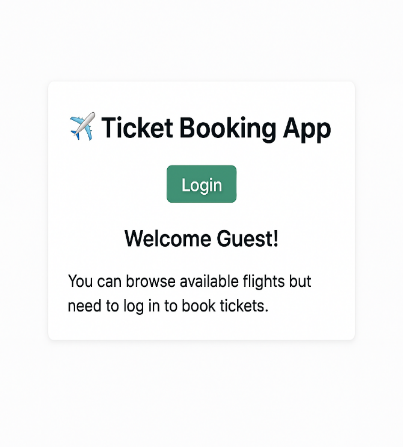 ✈️ Ticket Booking App
Login
Welcome Guest!
You can browse available flights but
need to log in to book tickets.